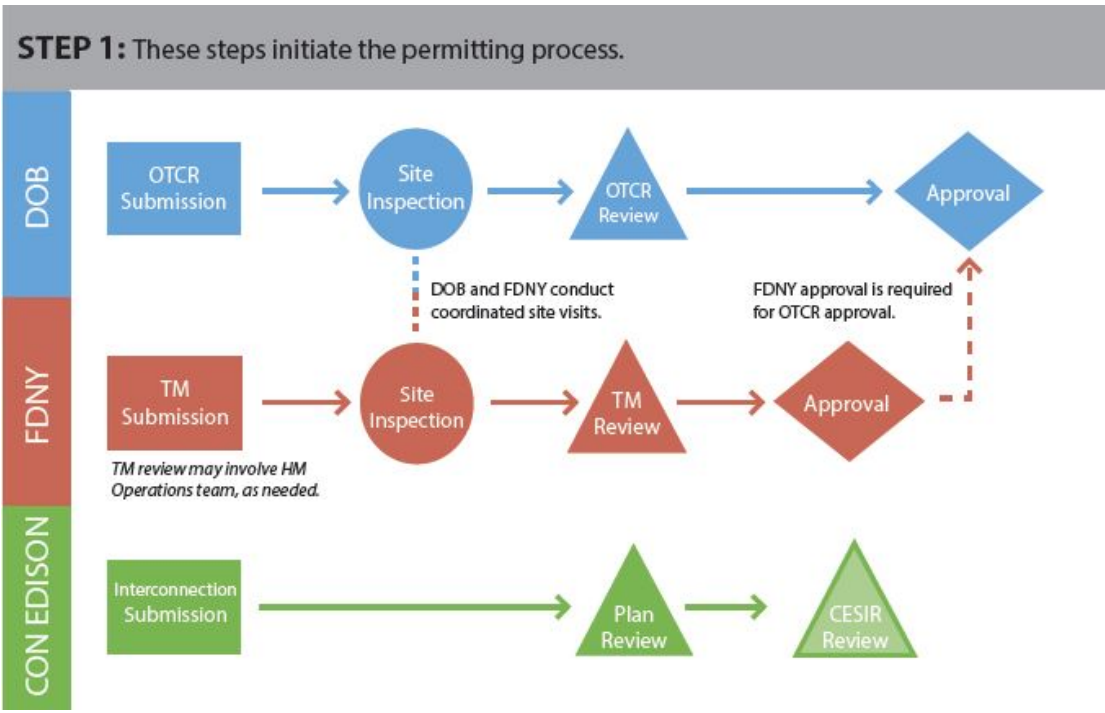 STEP 1: These steps initiate the permitting process.
DOB
OTCR
Submission
Site
Inspection
OTCR
Review
Approval
DOB and FDNY conduct
coordinated site visits.
FDNY approval is required
for OTCR approval.
FDNY
TM
Submission
Site
Inspection
TM
Review
Approval
TM review may involve HM
Operations team, as needed.
CON EDISON
Interconnection
Submission
Plan
Review
CESIR
Review